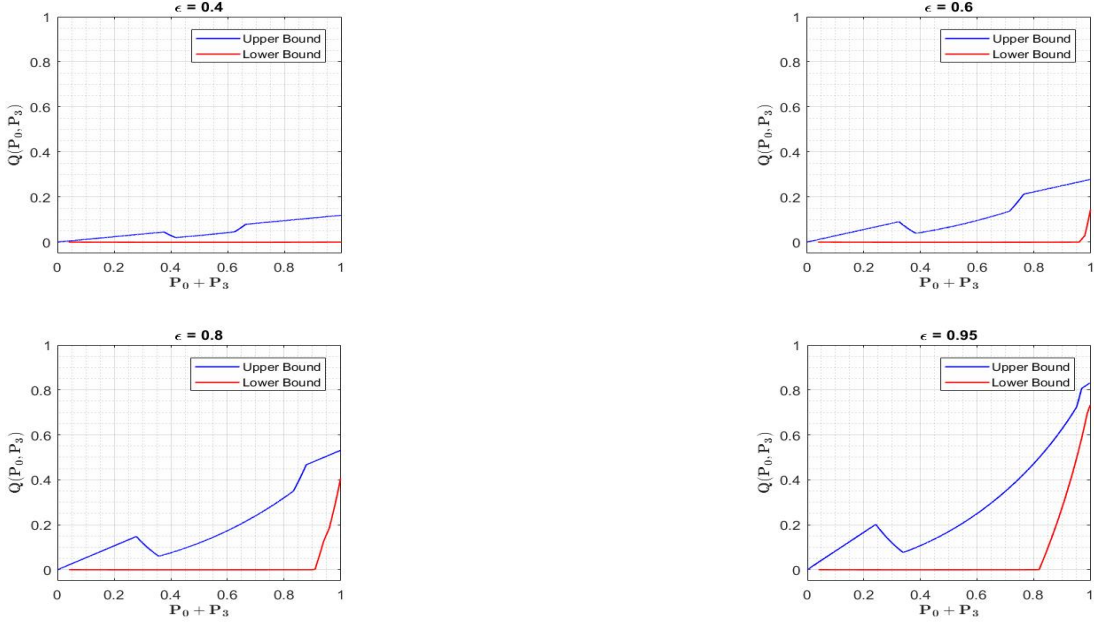 ϵ = 0.4
1
0.8
0.6
0.4
0.2
0
Q(P₀, P₃)
Upper Bound
Lower Bound
0 0.2 0.4 0.6 0.8 1
P₀ + P₃
ϵ = 0.6
1
0.8
0.6
0.4
0.2
0
Q(P₀, P₃)
Upper Bound
Lower Bound
0 0.2 0.4 0.6 0.8 1
P₀ + P₃
ϵ = 0.8
1
0.8
0.6
0.4
0.2
0
Q(P₀, P₃)
Upper Bound
Lower Bound
0 0.2 0.4 0.6 0.8 1
P₀ + P₃
ϵ = 0.95
1
0.8
0.6
0.4
0.2
0
Q(P₀, P₃)
Upper Bound
Lower Bound
0 0.2 0.4 0.6 0.8 1
P₀ + P₃